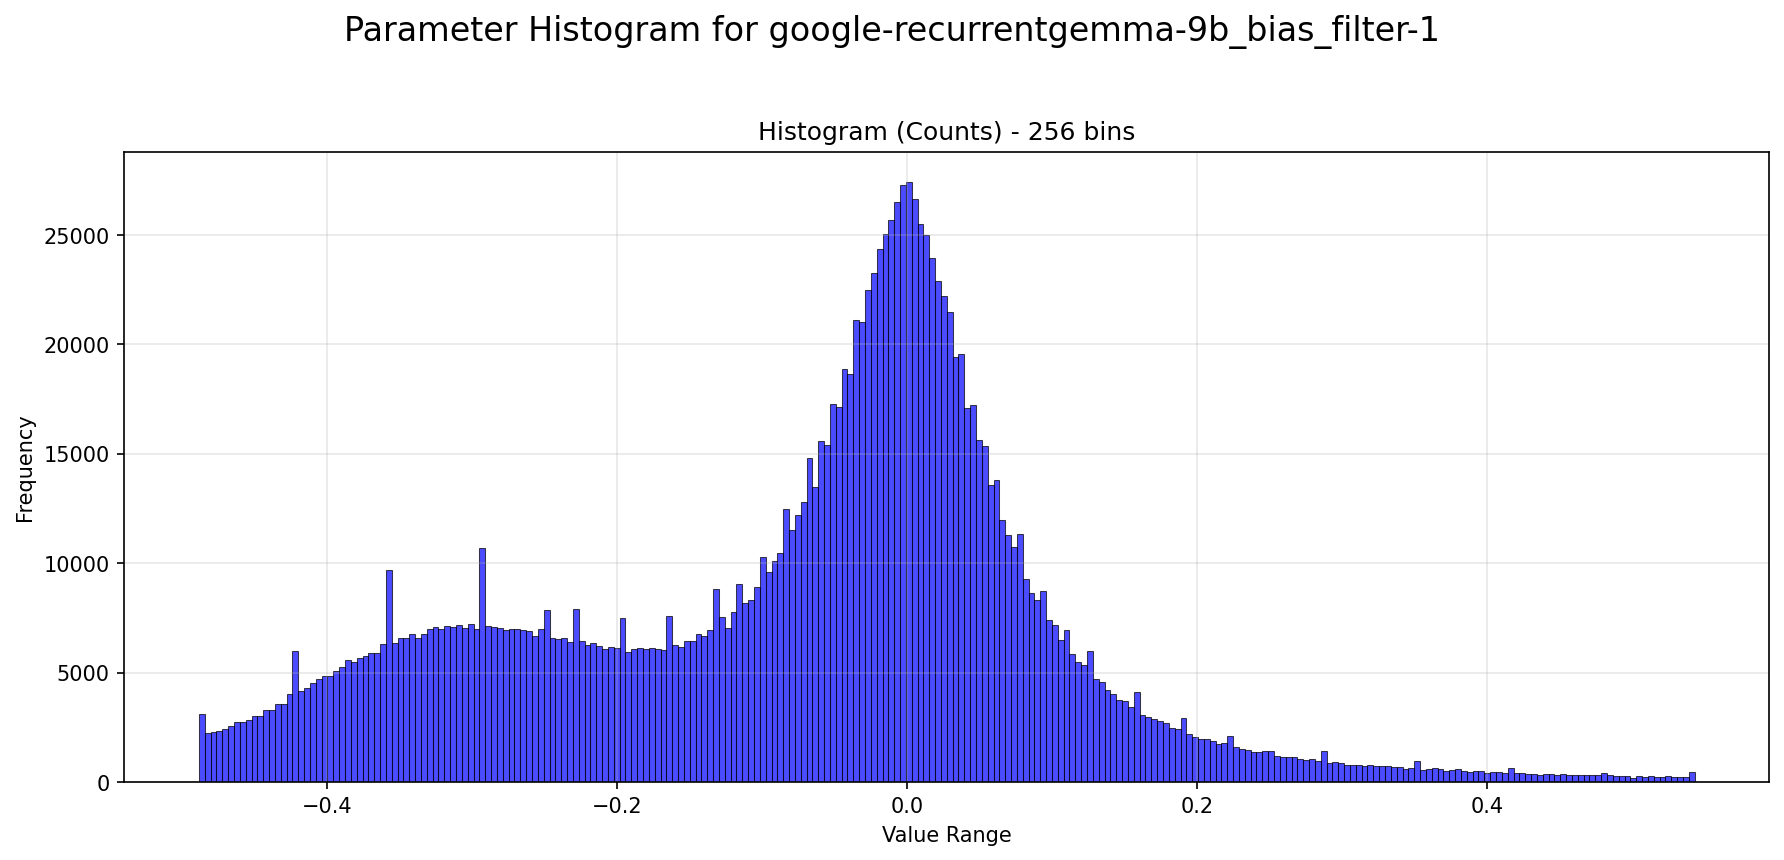 Parameter Histogram for google-recurrentgemma-9b_bias_filter-1
Histogram (Counts) - 256 bins
25000
20000
15000
10000
5000
0
Frequency
−0.4
−0.2
0.0
0.2
0.4
Value Range